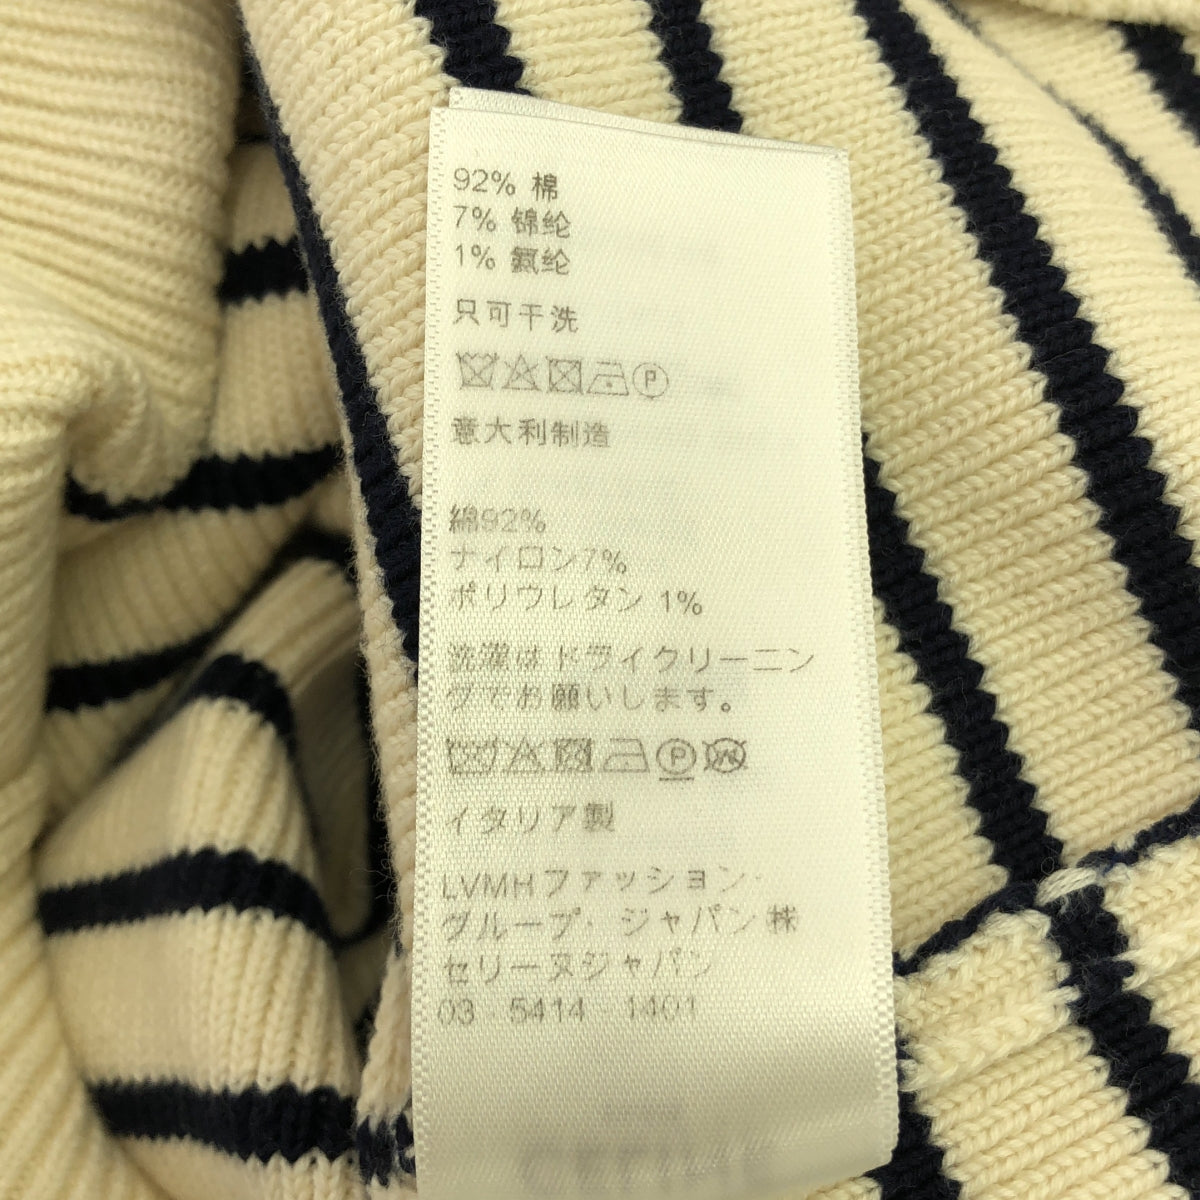 92% 棉
7% 锦纶
1% 氨纶
只可干洗
P
意大利制造
綿92%
ナイロン7%
ポリウレタン 1%
洗濯は ドライクリーニン
グでお願いします。
P W
イタリア製
LVMHファッション·
グループ· ジャパン 株
セリーヌジャパン
03 - 5414 - 1401